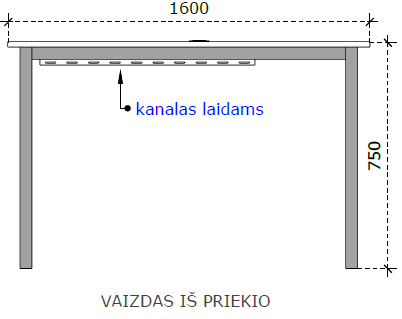 1600
kanalas laidams
750
VAIZDAS IŠ PRIEKIO